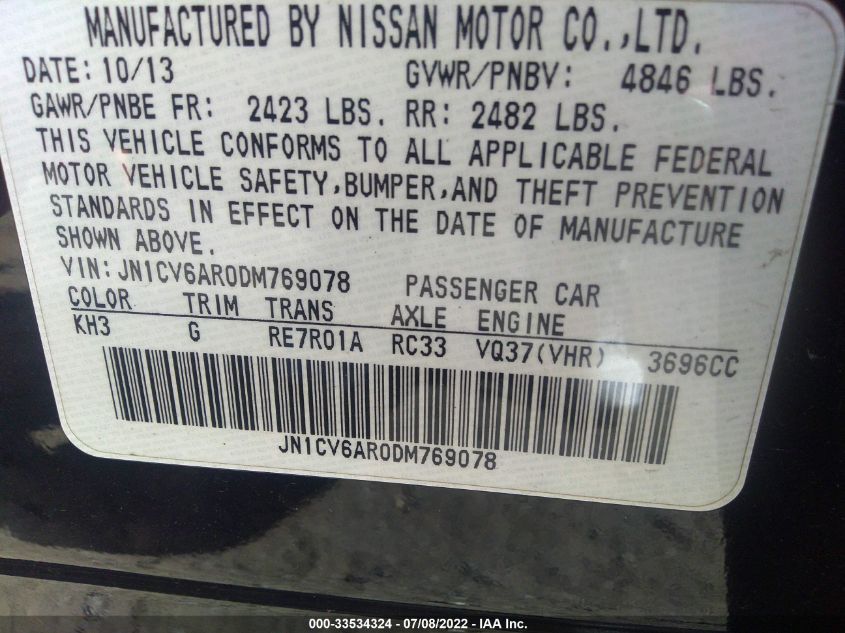 MANUFACTURED BY NISSAN MOTOR CO.,LTD.
DATE: 10/13 GVWR/PNBV: 4846 LBS.
GAWR/PNBE FR: 2423 LBS. RR: 2482 LBS.
THIS VEHICLE CONFORMS TO ALL APPLICABLE FEDERAL
MOTOR VEHICLE SAFETY,BUMPER,AND THEFT PREVENTION
STANDARDS IN EFFECT ON THE DATE OF MANUFACTURE
SHOWN ABOVE.
VIN: JN1CV6AR0DM769078 PASSENGER CAR
COLOR TRIM TRANS AXLE ENGINE
KH3 G RE7R01A RC33 VQ37(VHR) 3696CC
JN1CV6AR0DM769078
000-33534324 - 07/08/2022 - IAA Inc.